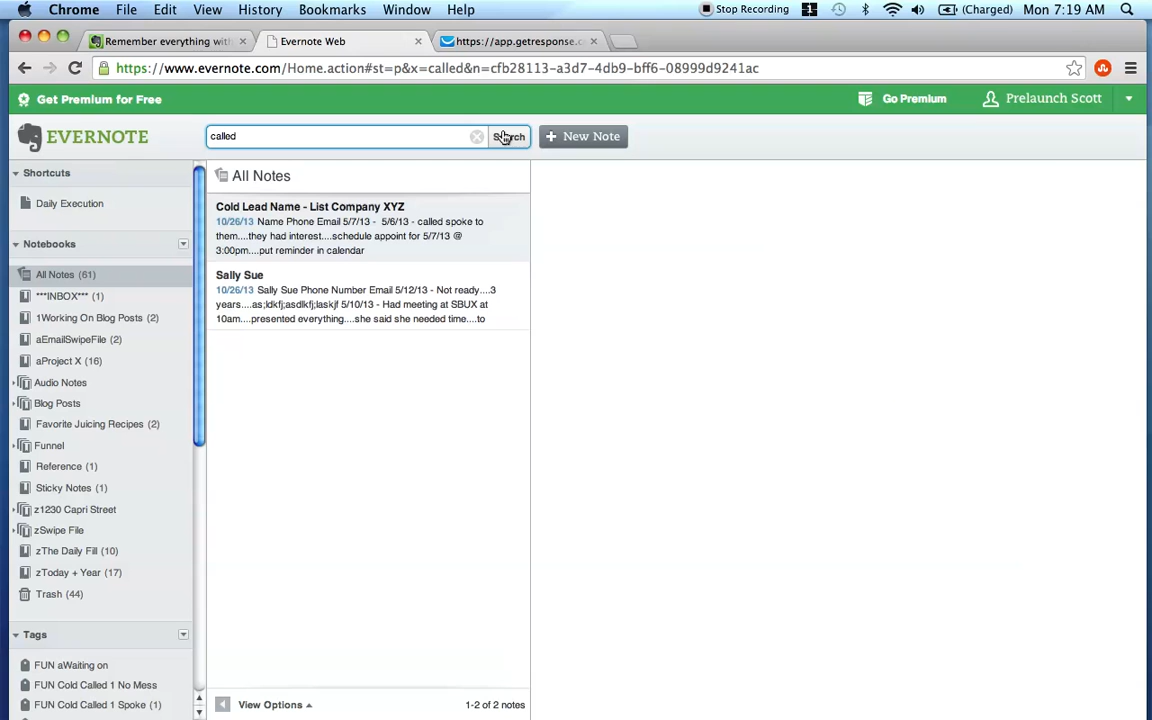 Chrome File Edit View History Bookmarks Window Help Stop Recording (Charged) Mon 7:19 AM
Remember everything with Evernote Web https://app.getresponse.c
https://www.evernote.com/Home.action#st=p&x=called&n=cfb28113-a3d7-4db9-bff6-08999d9241ac
Get Premium for Free Go Premium Prelaunch Scott
EVERNOTE called Search + New Note
Shortcuts
Daily Execution
Notebooks
All Notes (61)
***INBOX*** (1)
1Working On Blog Posts (2)
aEmailSwipeFile (2)
aProject X (16)
Audio Notes
Blog Posts
Favorite Juicing Recipes (2)
Funnel
Reference (1)
Sticky Notes (1)
z1230 Capri Street
zSwipe File
zThe Daily Fill (10)
zToday + Year (17)
Trash (44)
Tags
FUN aWaiting on
FUN Cold Called 1 No Mess
FUN Cold Called 1 Spoke (1)
All Notes
Cold Lead Name - List Company XYZ
10/26/13 Name Phone Email 5/7/13 - 5/6/13 - called spoke to
them....they had interest....schedule appoint for 5/7/13 @
3:00pm....put reminder in calendar
Sally Sue
10/26/13 Sally Sue Phone Number Email 5/12/13 - Not ready....3
years....as;ldkfj;asdlkfj;laskjf 5/10/13 - Had meeting at SBUX at
10am....presented everything....she said she needed time....to
View Options 1-2 of 2 notes